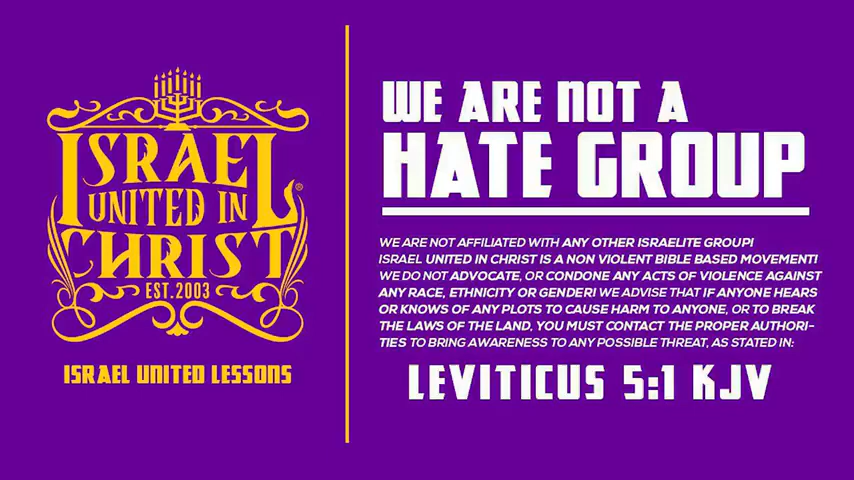 ISRAEL
UNITED IN
CHRIST
EST.2003
ISRAEL UNITED LESSONS
WE ARE NOT A
HATE GROUP
WE ARE NOT AFFILIATED WITH ANY OTHER ISRAELITE GROUP!
ISRAEL UNITED IN CHRIST IS A NON VIOLENT BIBLE BASED MOVEMENT!
WE DO NOT ADVOCATE, OR CONDONE ANY ACTS OF VIOLENCE AGAINST
ANY RACE, ETHNICITY OR GENDER! WE ADVISE THAT IF ANYONE HEARS
OR KNOWS OF ANY PLOTS TO CAUSE HARM TO ANYONE, OR TO BREAK
THE LAWS OF THE LAND, YOU MUST CONTACT THE PROPER AUTHORI-
TIES TO BRING AWARENESS TO ANY POSSIBLE THREAT, AS STATED IN:
LEVITICUS 5:1 KJV